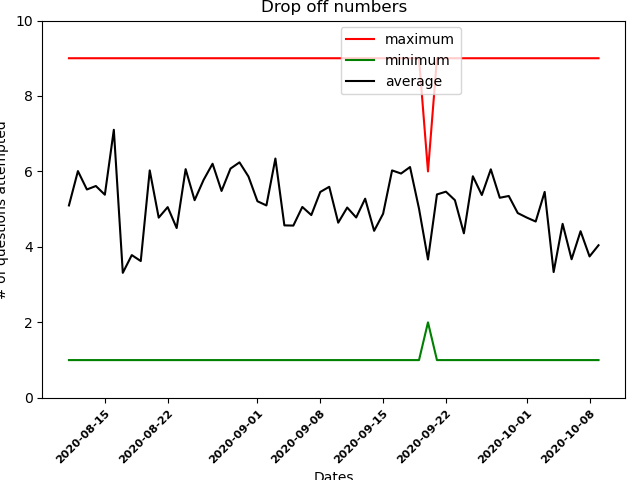 Drop off numbers
maximum
minimum
average
# of questions attempted
10
8
6
4
2
0
2020-08-15
2020-08-22
2020-09-01
2020-09-08
2020-09-15
2020-09-22
2020-10-01
2020-10-08
Dates